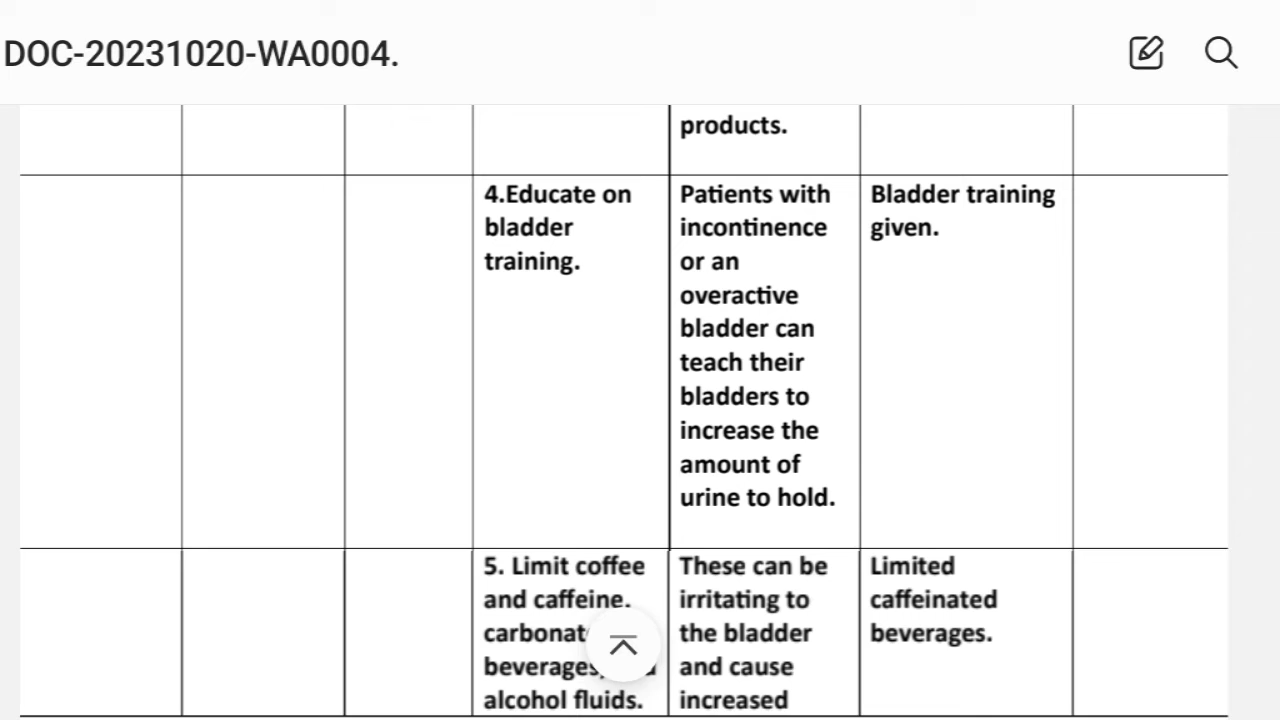 DOC-20231020-WA0004.
products.
4.Educate on
bladder
training.
Patients with
incontinence
or an
overactive
bladder can
teach their
bladders to
increase the
amount of
urine to hold.
Bladder training
given.
5. Limit coffee
and caffeine.
beverages,
alcohol fluids.
These can be
irritating to
the bladder
and cause
increased
Limited
caffeinated
beverages.